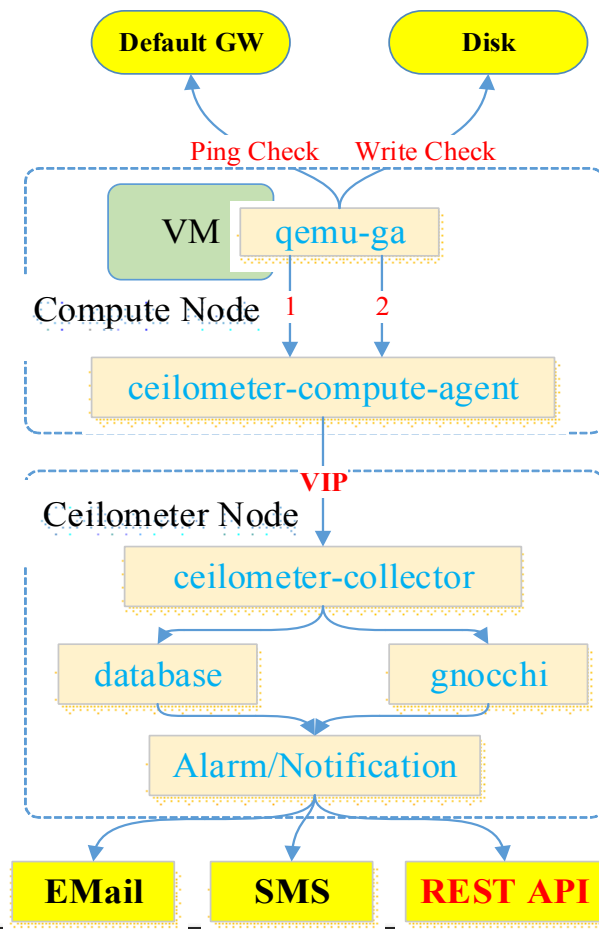 Default GW
Disk
Ping Check
Write Check
VM
qemu-ga
Compute Node
1
2
ceilometer-compute-agent
VIP
Ceilometer Node
ceilometer-collector
database
gnocchi
Alarm/Notification
EMail
SMS
REST API